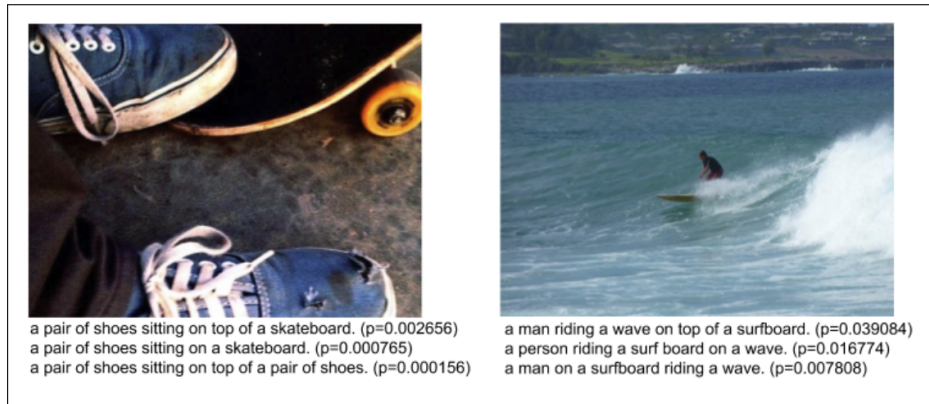 a pair of shoes sitting on top of a skateboard. (p=0.002656)
a pair of shoes sitting on a skateboard. (p=0.000765)
a pair of shoes sitting on top of a pair of shoes. (p=0.000156)
a man riding a wave on top of a surfboard. (p=0.039084)
a person riding a surf board on a wave. (p=0.016774)
a man on a surfboard riding a wave. (p=0.007808)